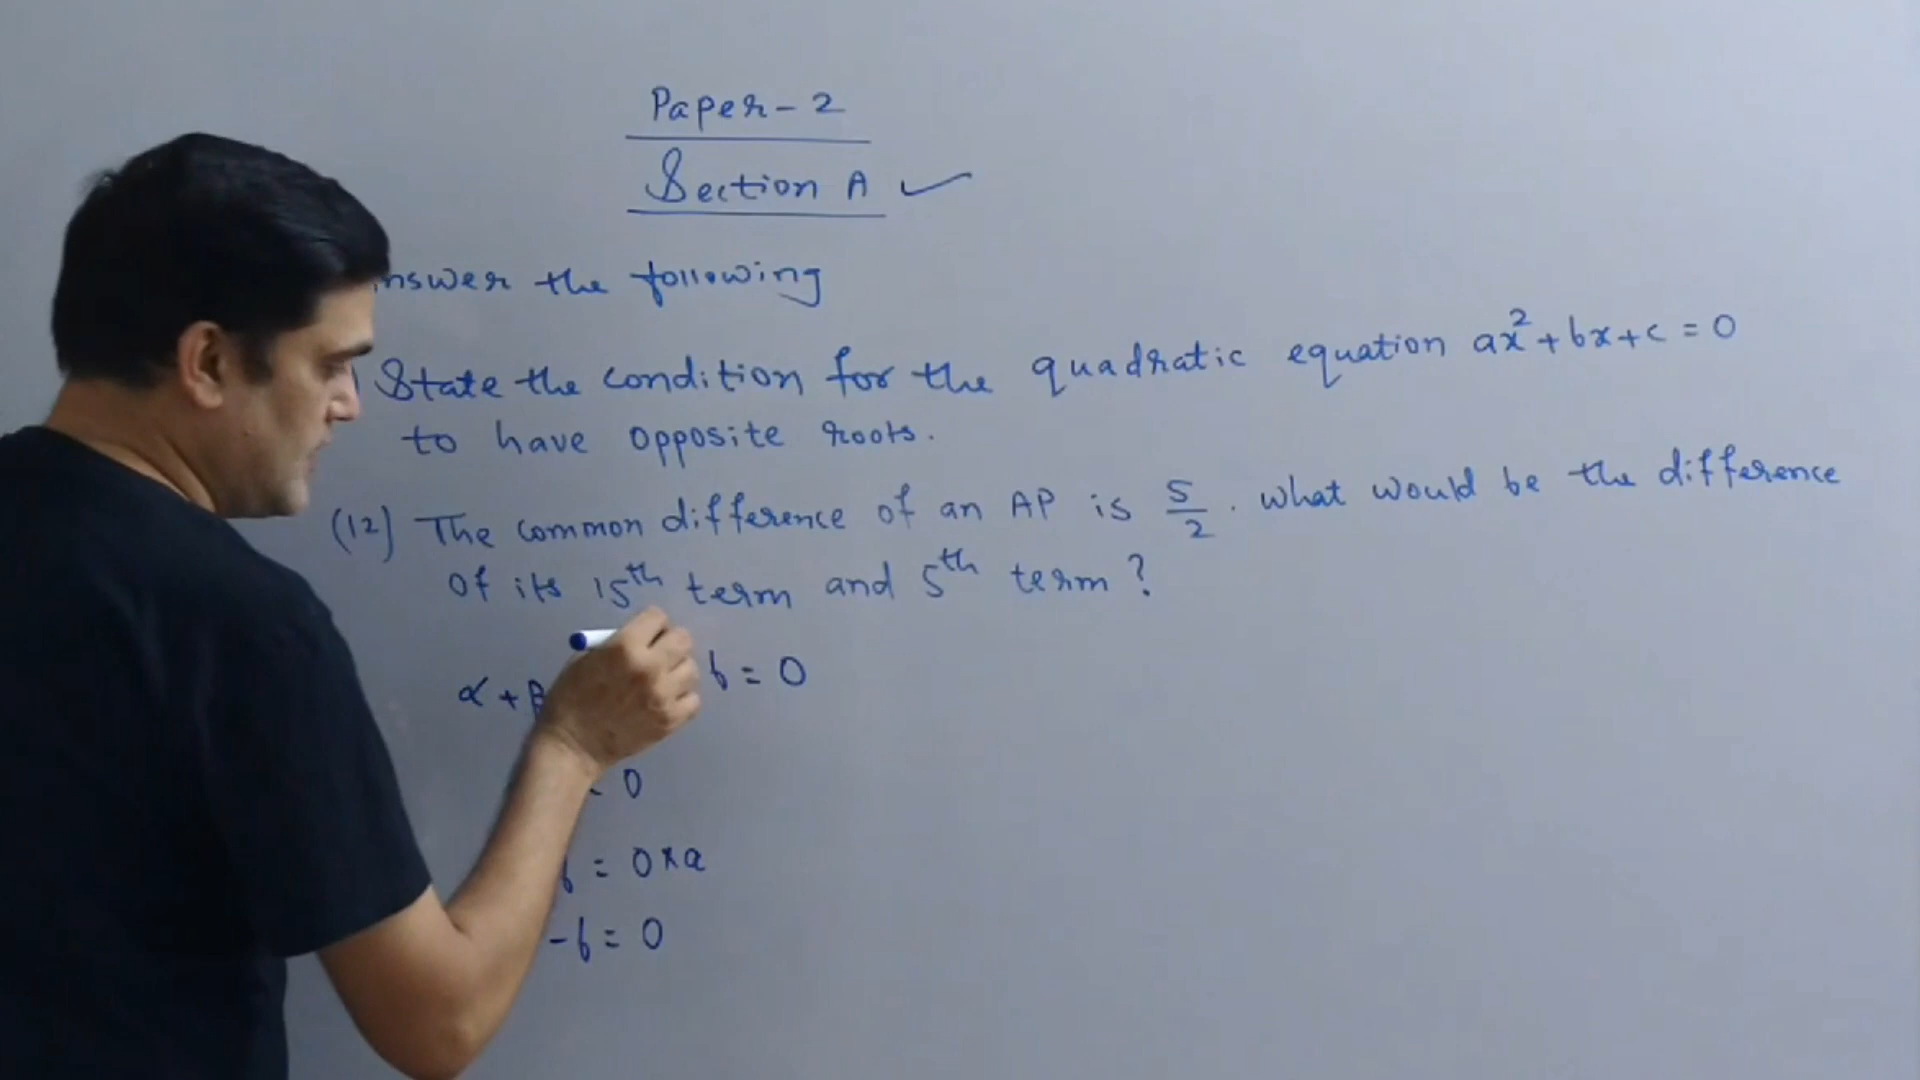 Paper-2
Section A
the following
State the condition for the quadratic equation ax²+bx+c=0
to have opposite roots.
(12) The common difference of an AP is 5/2. what would be the difference
of its 15th term and 5th term?
α+β b=0
0
b=0×a
-b=0